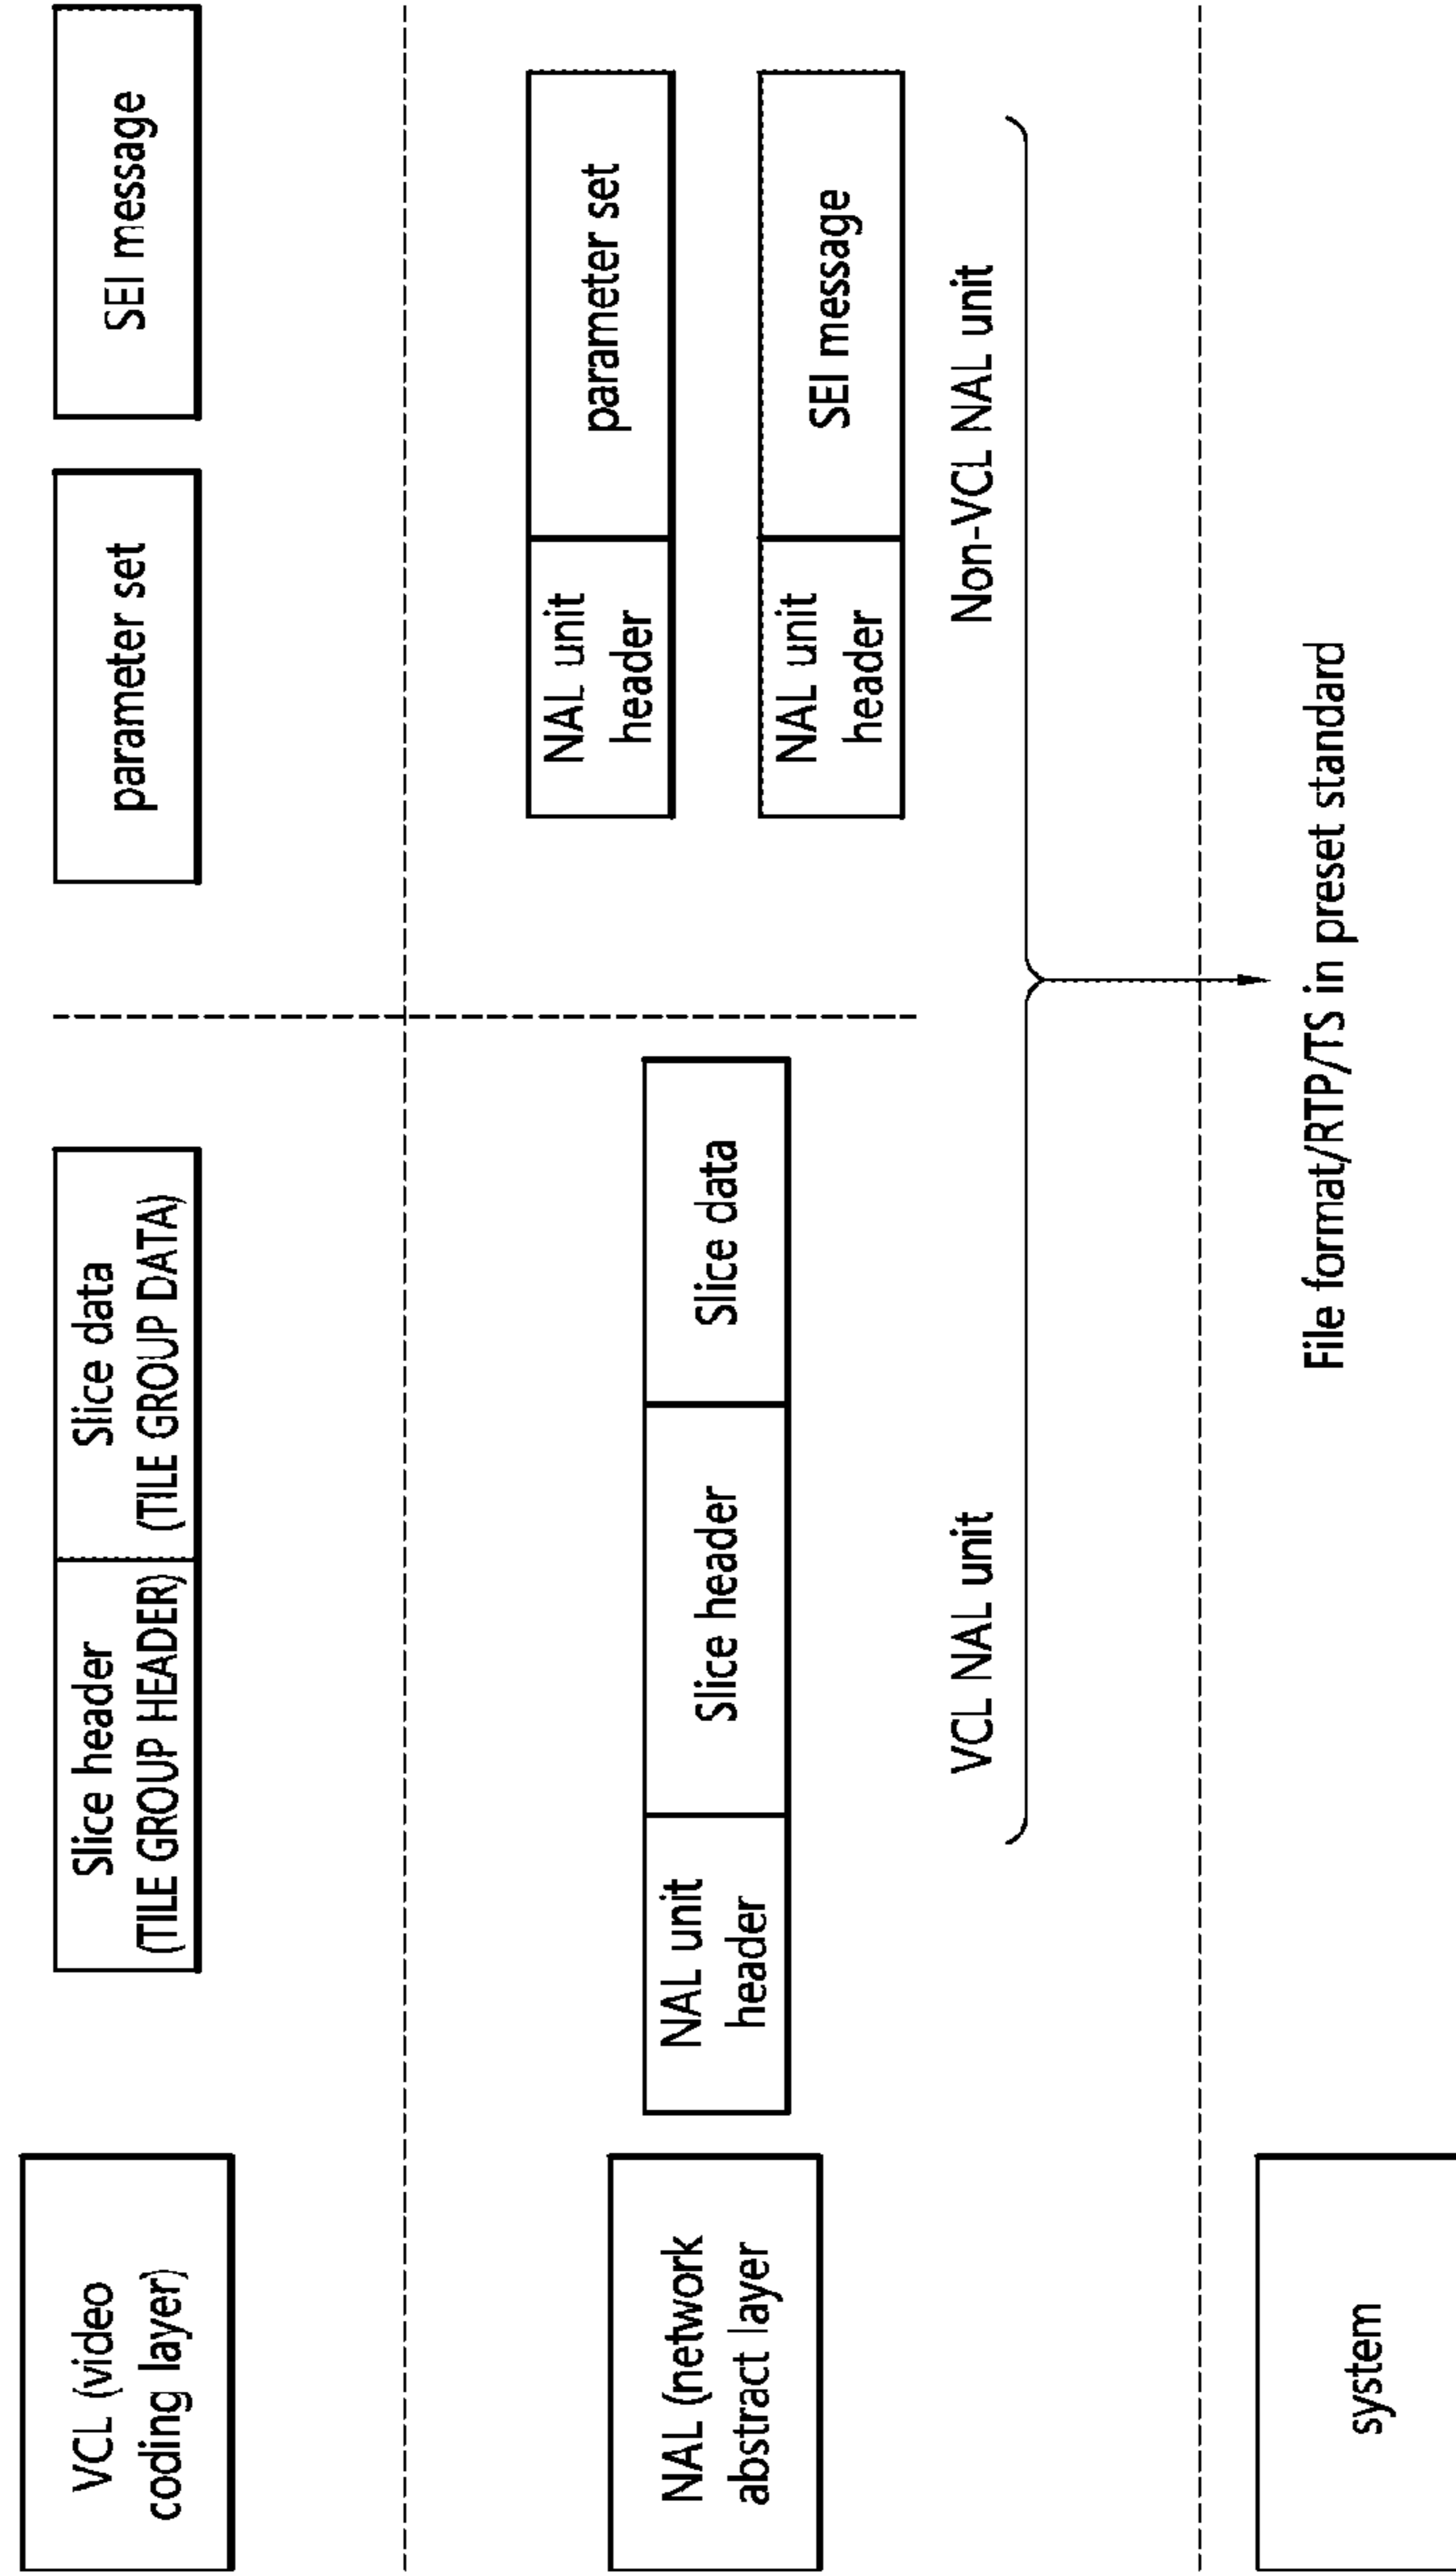 VCL (video
coding layer)
Slice header
(TILE GROUP HEADER)
Slice data
(TILE GROUP DATA)
parameter set
SEI message
NAL (network
abstract layer
NAL unit
header
Slice header
Slice data
NAL unit
header
parameter set
NAL unit
header
SEI message
VCL NAL unit
Non-VCL NAL unit
system
File format/RTP/TS in preset standard